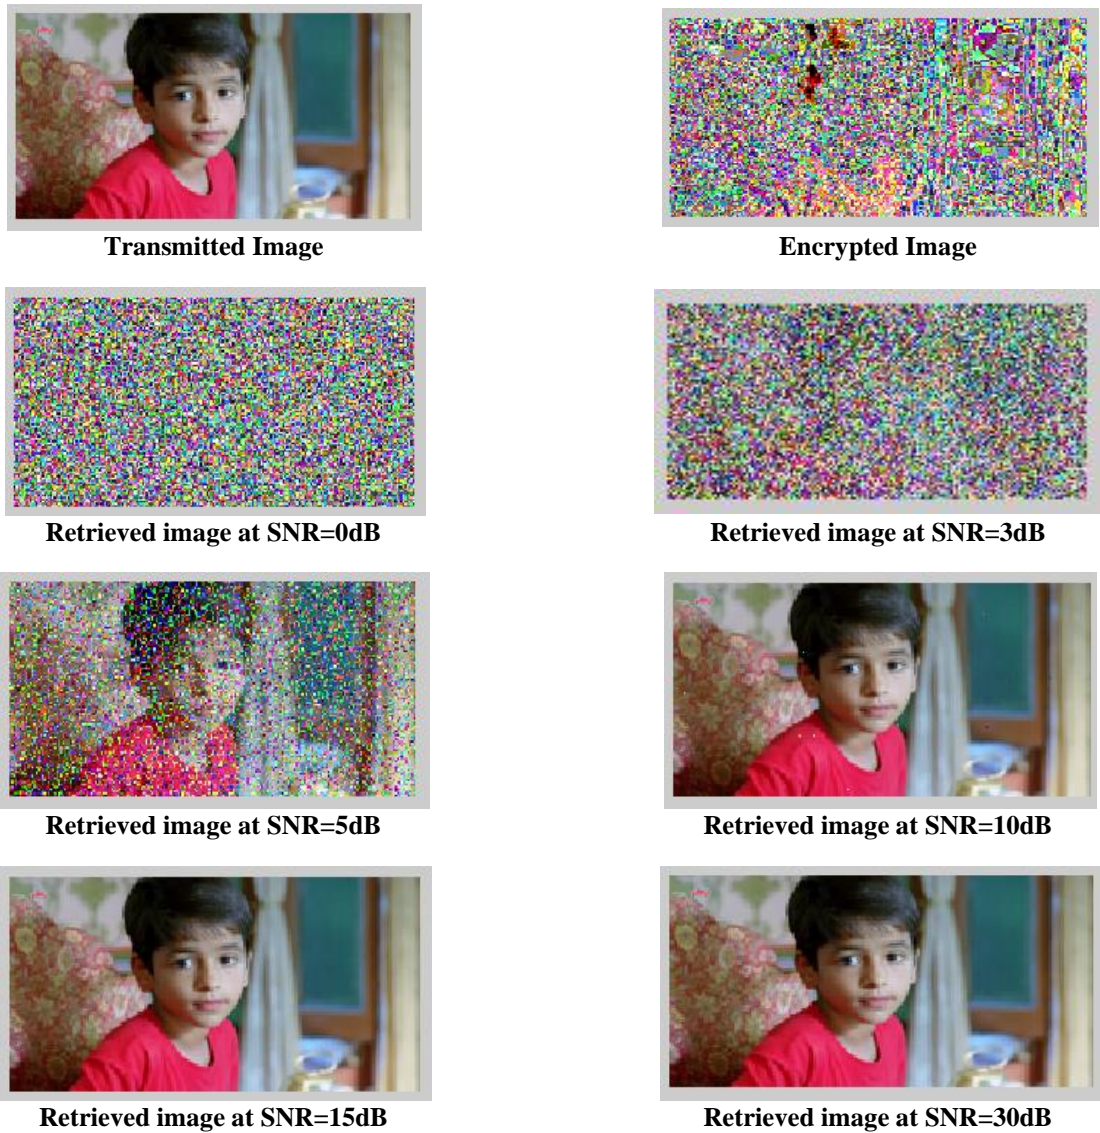 Transmitted Image
Encrypted Image
Retrieved image at SNR=0dB
Retrieved image at SNR=3dB
Retrieved image at SNR=5dB
Retrieved image at SNR=10dB
Retrieved image at SNR=15dB
Retrieved image at SNR=30dB